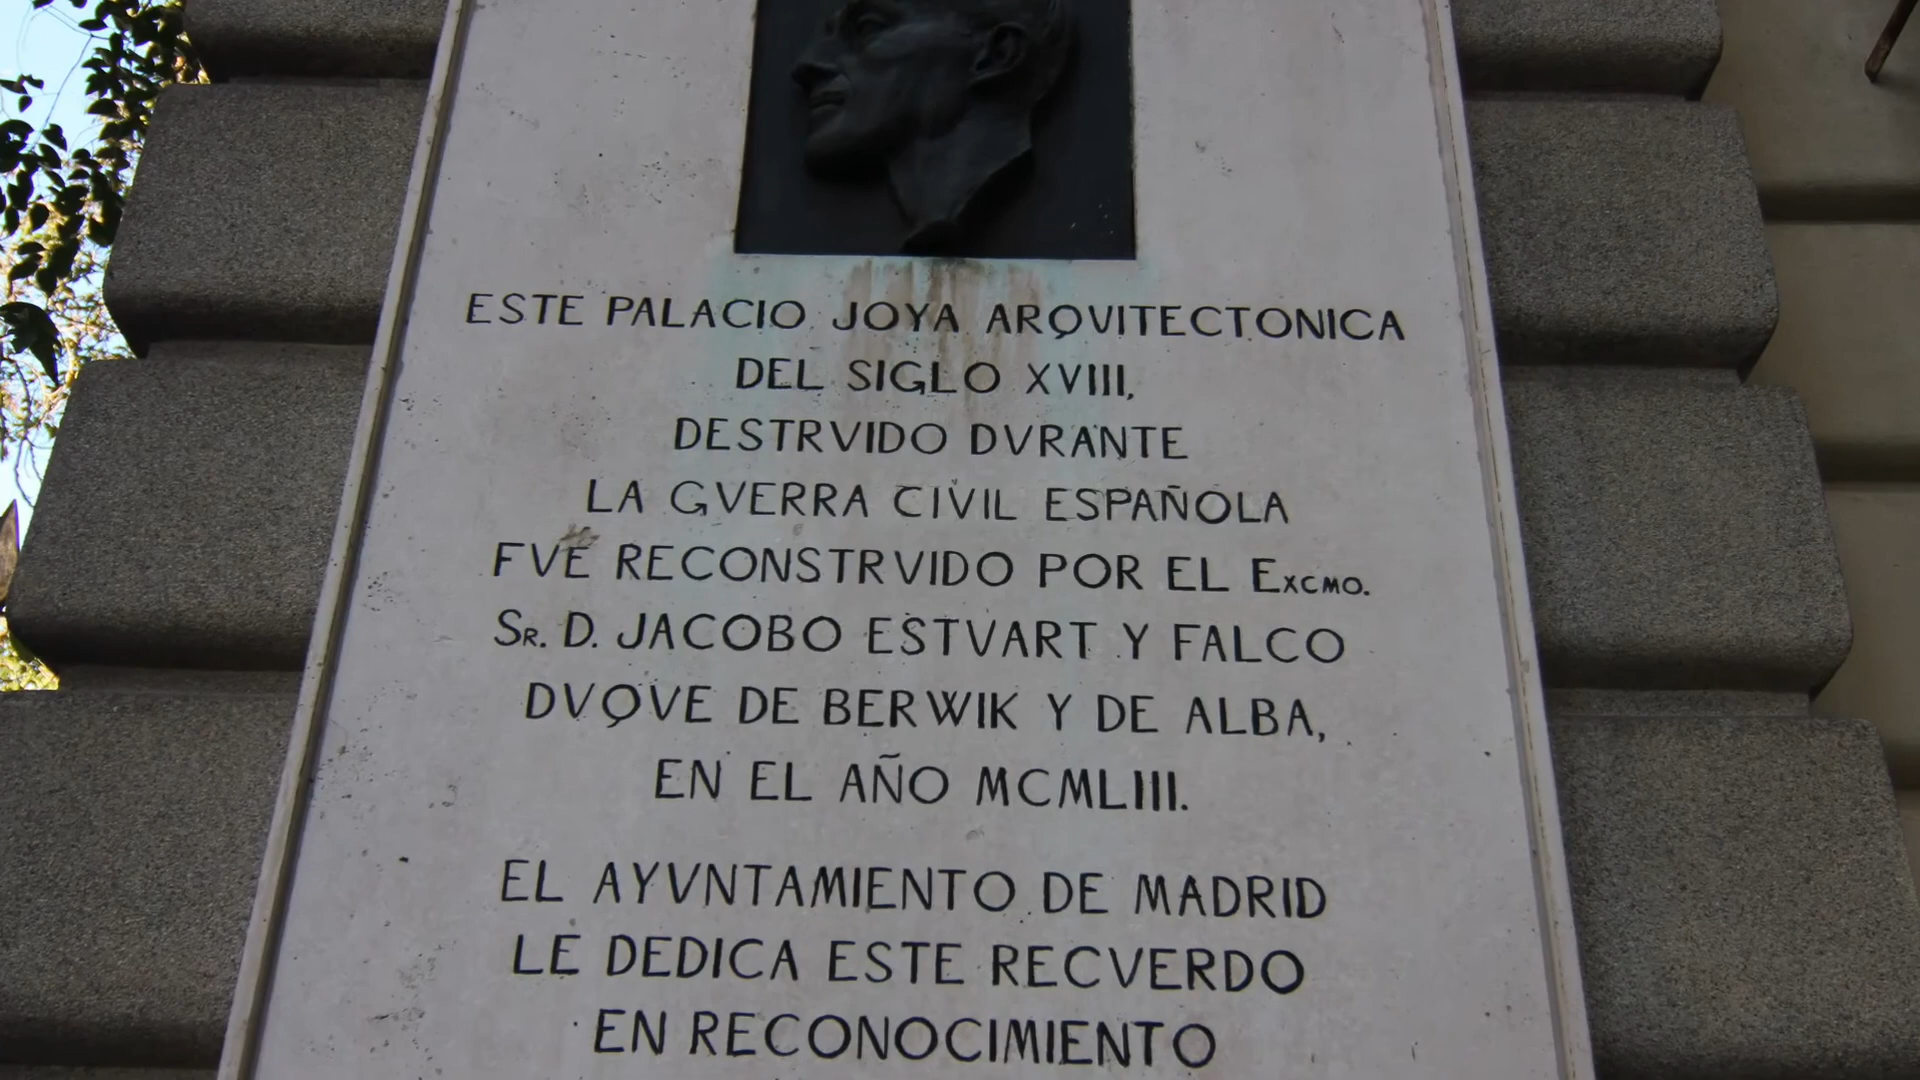 ESTE PALACIO JOYA ARQVITECTONICA
DEL SIGLO XVIII,
DESTRVIDO DVRANTE
LA GVERRA CIVIL ESPAÑOLA
FVE RECONSTRVIDO POR EL EXCMO.
SR. D. JACOBO ESTVART Y FALCO
DVQVE DE BERWIK Y DE ALBA,
EN EL AÑO MCMLIII.
EL AYVNTAMIENTO DE MADRID
LE DEDICA ESTE RECVERDO
EN RECONOCIMIENTO